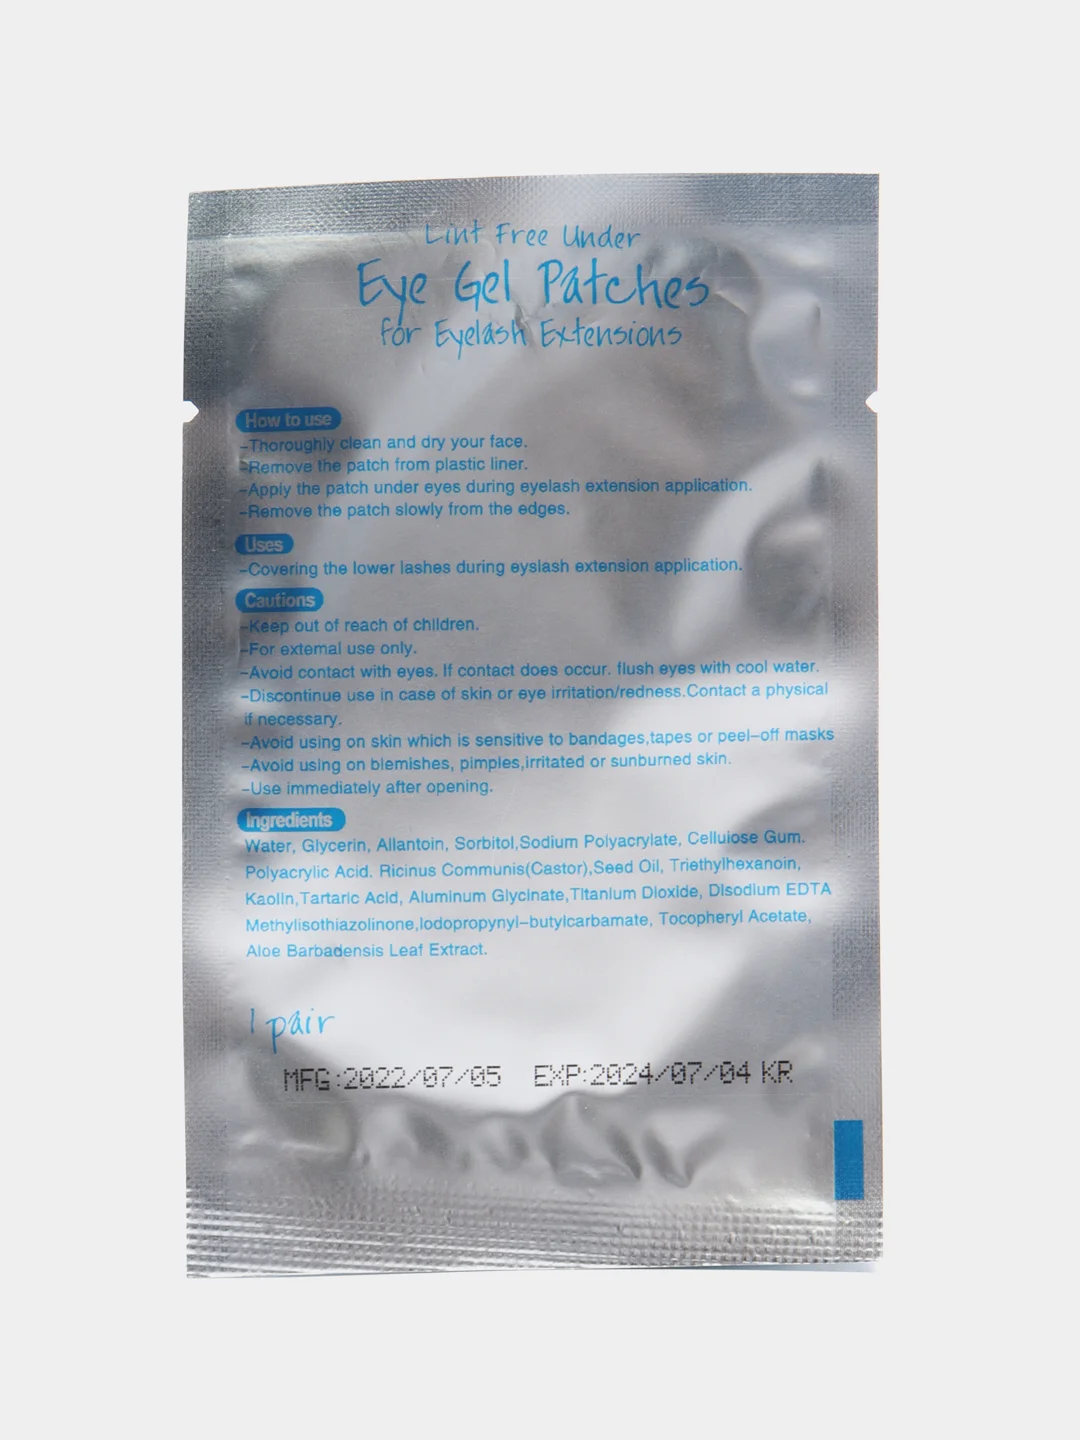 Lint Free Under
Eye Gel Patches
for Eyelash Extensions
How to use
-Thoroughly clean and dry your face.
-Remove the patch from plastic liner.
-Apply the patch under eyes during eyelash extension application.
-Remove the patch slowly from the edges.
Uses
-Covering the lower lashes during eyslash extension application.
Cautions
-Keep out of reach of children.
-For extemal use only.
-Avoid contact with eyes. If contact does occur. flush eyes with cool water.
-Discontinue use in case of skin or eye irritation/redness.Contact a physical
if necessary.
-Avoid using on skin which is sensitive to bandages,tapes or peel-off masks
-Avoid using on blemishes, pimples,irritated or sunburned skin.
-Use immediately after opening.
Ingredients
Water, Glycerin, Allantoin, Sorbitol,Sodium Polyacrylate, Cellulose Gum.
Polyacrylic Acid. Ricinus Communis(Castor),Seed Oil, Triethylhexanoin,
Kaolin,Tartaric Acid, Aluminum Glycinate,Titanium Dioxide, Disodium EDTA
Methylisothiazolinone,Iodopropynyl-butylcarbamate, Tocopheryl Acetate,
Aloe Barbadensis Leaf Extract.
1 pair
MFG:2022/07/05 EXP:2024/07/04 KR